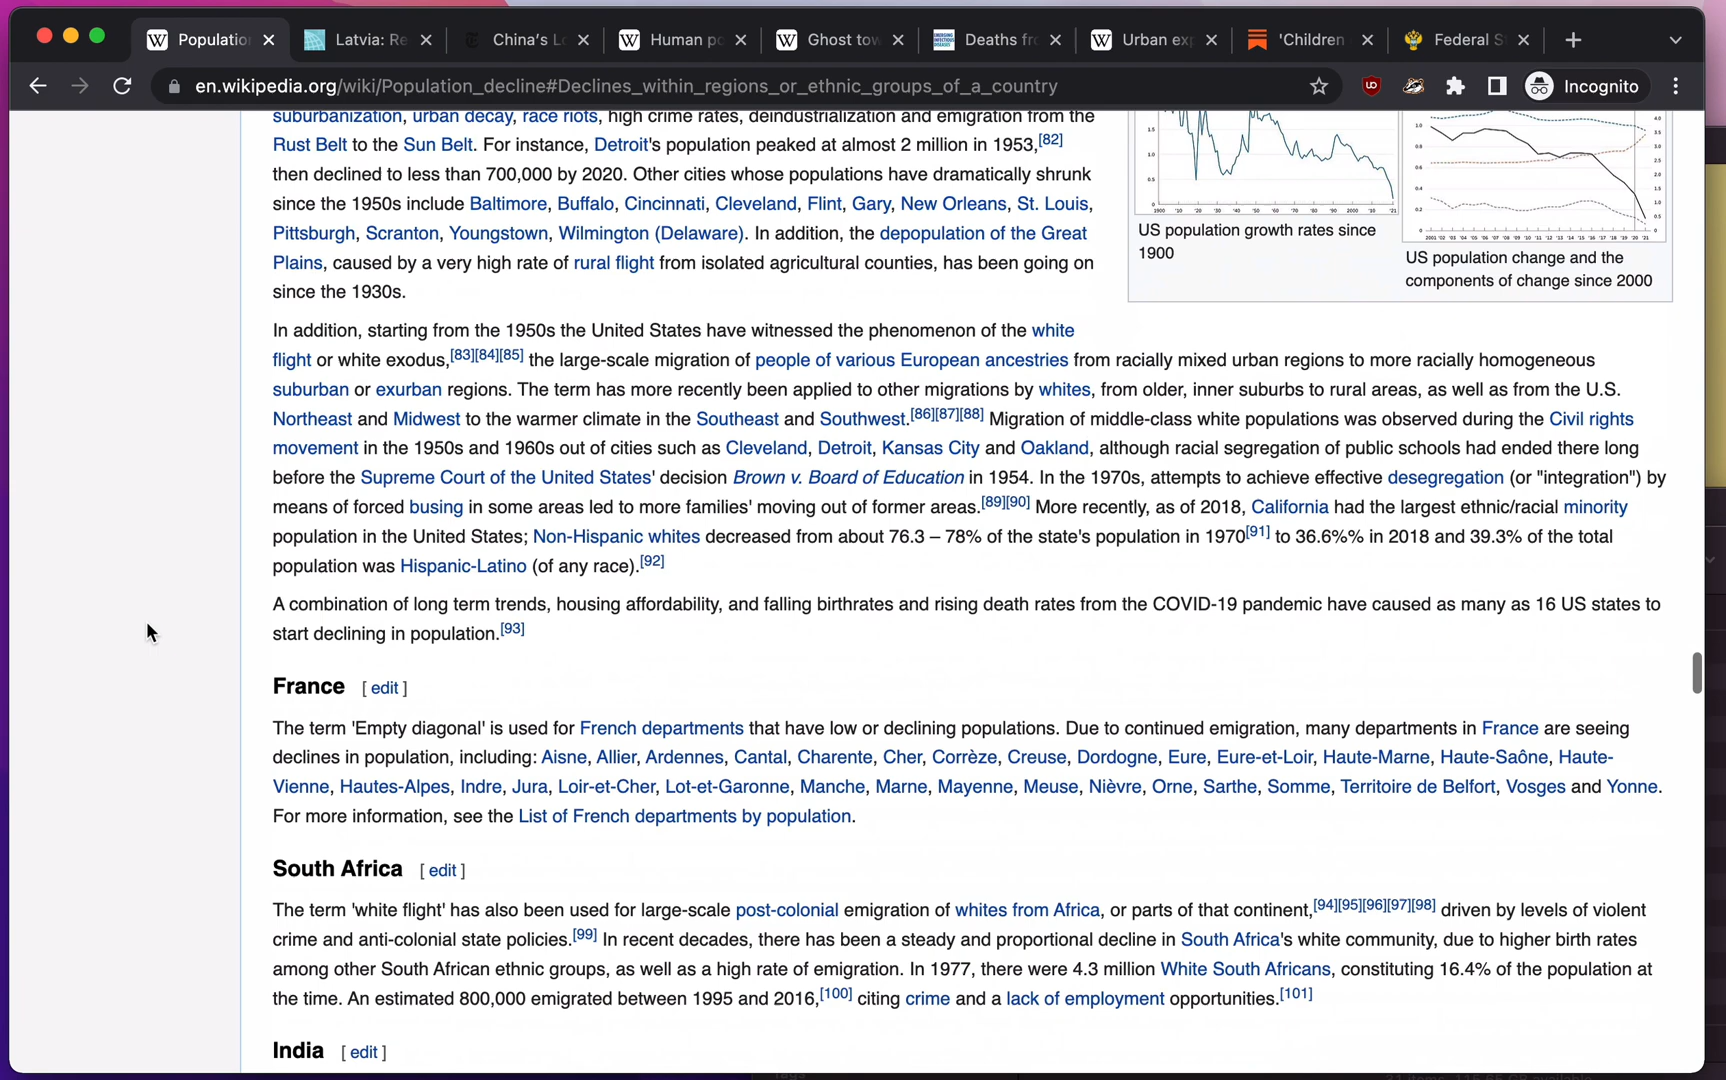 Populatio
Latvia: Re
China's Lo
Human po
Ghost tow
Deaths fr
Urban exp
'Children
Federal S
en.wikipedia.org/wiki/Population_decline#Declines_within_regions_or_ethnic_groups_of_a_country
Incognito
suburbanization, urban decay, race riots, high crime rates, deindustrialization and emigration from the
Rust Belt to the Sun Belt. For instance, Detroit's population peaked at almost 2 million in 1953,[82]
then declined to less than 700,000 by 2020. Other cities whose populations have dramatically shrunk
since the 1950s include Baltimore, Buffalo, Cincinnati, Cleveland, Flint, Gary, New Orleans, St. Louis,
Pittsburgh, Scranton, Youngstown, Wilmington (Delaware). In addition, the depopulation of the Great
Plains, caused by a very high rate of rural flight from isolated agricultural counties, has been going on
since the 1930s.
US population growth rates since
1900
US population change and the
components of change since 2000
In addition, starting from the 1950s the United States have witnessed the phenomenon of the white
flight or white exodus,[83][84][85] the large-scale migration of people of various European ancestries from racially mixed urban regions to more racially homogeneous
suburban or exurban regions. The term has more recently been applied to other migrations by whites, from older, inner suburbs to rural areas, as well as from the U.S.
Northeast and Midwest to the warmer climate in the Southeast and Southwest.[86][87][88] Migration of middle-class white populations was observed during the Civil rights
movement in the 1950s and 1960s out of cities such as Cleveland, Detroit, Kansas City and Oakland, although racial segregation of public schools had ended there long
before the Supreme Court of the United States' decision Brown v. Board of Education in 1954. In the 1970s, attempts to achieve effective desegregation (or "integration") by
means of forced busing in some areas led to more families' moving out of former areas.[89][90] More recently, as of 2018, California had the largest ethnic/racial minority
population in the United States; Non-Hispanic whites decreased from about 76.3 – 78% of the state's population in 1970[91] to 36.6%% in 2018 and 39.3% of the total
population was Hispanic-Latino (of any race).[92]
A combination of long term trends, housing affordability, and falling birthrates and rising death rates from the COVID-19 pandemic have caused as many as 16 US states to
start declining in population.[93]
France [ edit ]
The term 'Empty diagonal' is used for French departments that have low or declining populations. Due to continued emigration, many departments in France are seeing
declines in population, including: Aisne, Allier, Ardennes, Cantal, Charente, Cher, Corrèze, Creuse, Dordogne, Eure, Eure-et-Loir, Haute-Marne, Haute-Saône, Haute-
Vienne, Hautes-Alpes, Indre, Jura, Loir-et-Cher, Lot-et-Garonne, Manche, Marne, Mayenne, Meuse, Nièvre, Orne, Sarthe, Somme, Territoire de Belfort, Vosges and Yonne.
For more information, see the List of French departments by population.
South Africa [ edit ]
The term 'white flight' has also been used for large-scale post-colonial emigration of whites from Africa, or parts of that continent,[94][95][96][97][98] driven by levels of violent
crime and anti-colonial state policies.[99] In recent decades, there has been a steady and proportional decline in South Africa's white community, due to higher birth rates
among other South African ethnic groups, as well as a high rate of emigration. In 1977, there were 4.3 million White South Africans, constituting 16.4% of the population at
the time. An estimated 800,000 emigrated between 1995 and 2016,[100] citing crime and a lack of employment opportunities.[101]
India [ edit ]